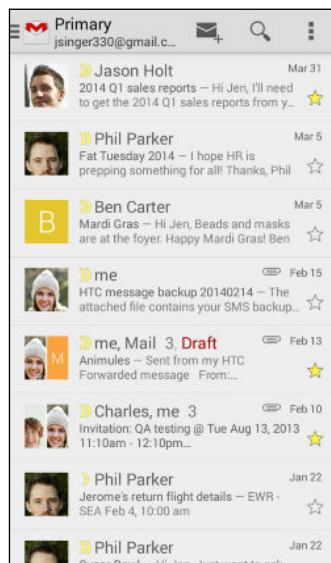 Primary
jsinger330@gmail.c...
Jason Holt Mar 31
2014 Q1 sales reports – Hi Jen, I'll need
to get the 2014 Q1 sales reports from y...
Phil Parker Mar 5
Fat Tuesday 2014 – I hope HR is
prepping something for all! Thanks, Phil
B
Ben Carter Mar 5
Mardi Gras – Hi Jen, Beads and masks
are at the foyer. Happy Mardi Gras! Ben
me Feb 15
HTC message backup 20140214 – The
attached file contains your SMS backup...
M
me, Mail 3, Draft Feb 13
Animules – Sent from my HTC
Forwarded message From:...
Charles, me 3 Feb 10
Invitation: QA testing @ Tue Aug 13, 2013
11:10am - 12:10pm...
Phil Parker Jan 22
Jerome's return flight details – EWR -
SEA Feb 4, 10:00 am
Phil Parker Jan 22